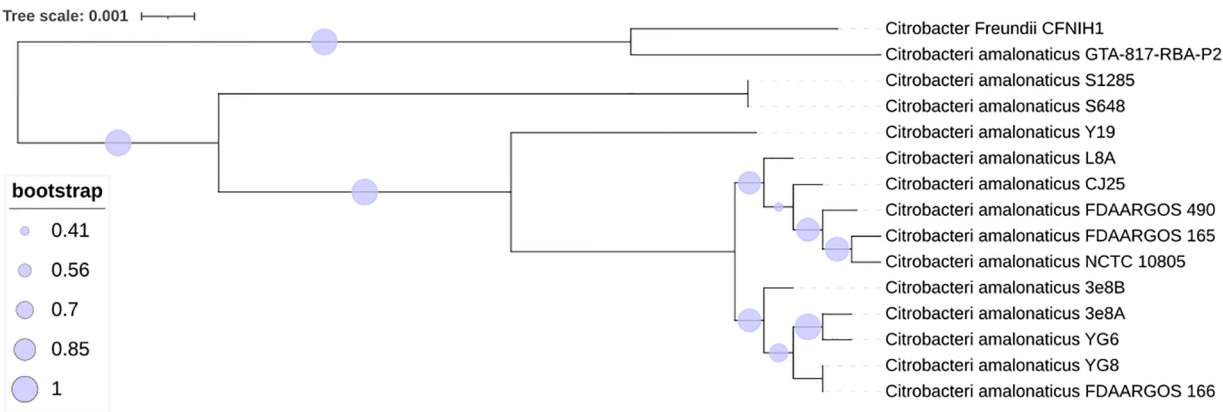 Tree scale: 0.001
Citrobacter Freundii CFNIH1
Citrobacteri amalonaticus GTA-817-RBA-P2
Citrobacteri amalonaticus S1285
Citrobacteri amalonaticus S648
Citrobacteri amalonaticus Y19
Citrobacteri amalonaticus L8A
Citrobacteri amalonaticus CJ25
Citrobacteri amalonaticus FDAARGOS 490
Citrobacteri amalonaticus FDAARGOS 165
Citrobacteri amalonaticus NCTC 10805
Citrobacteri amalonaticus 3e8B
Citrobacteri amalonaticus 3e8A
Citrobacteri amalonaticus YG6
Citrobacteri amalonaticus YG8
Citrobacteri amalonaticus FDAARGOS 166
bootstrap
0.41
0.56
0.7
0.85
1